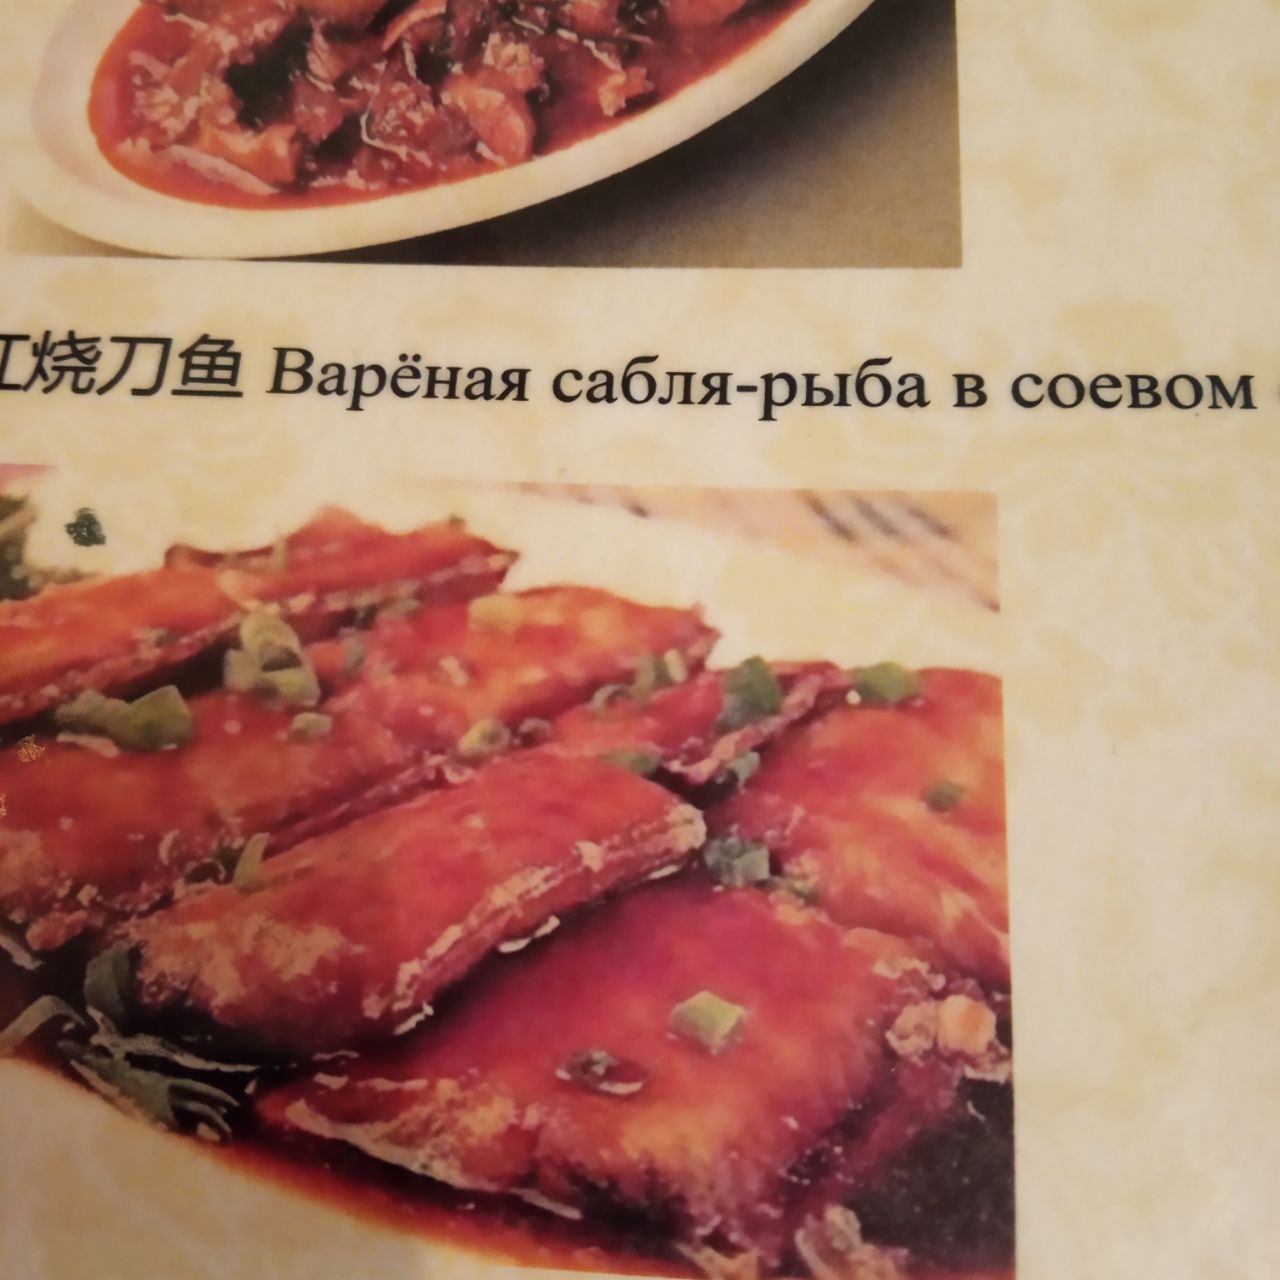 烧刀鱼 Варёная сабля-рыба в соевом